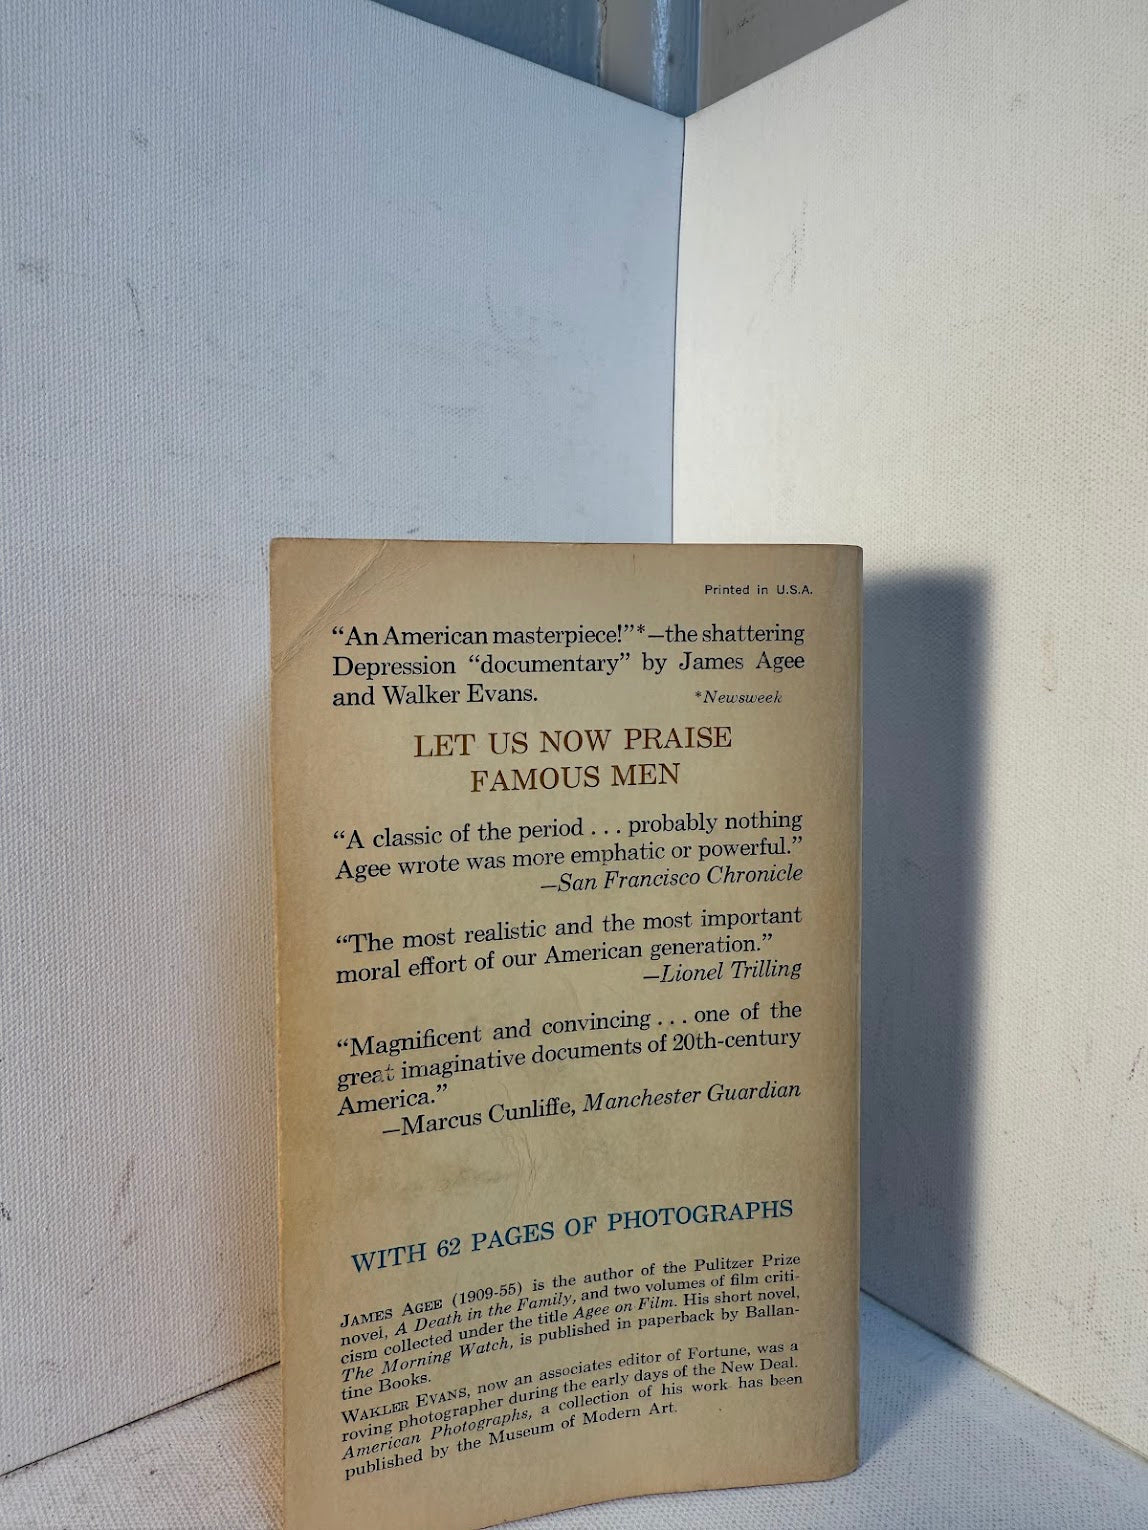 Printed in U.S.A.
“An American masterpiece!”*—the shattering
Depression “documentary” by James Agee
and Walker Evans.
*Newsweek
LET US NOW PRAISE
FAMOUS MEN
“A classic of the period . . . probably nothing
Agee wrote was more emphatic or powerful.”
—San Francisco Chronicle
“The most realistic and the most important
moral effort of our American generation.”
—Lionel Trilling
“Magnificent and convincing . . . one of the
great imaginative documents of 20th-century
America.”
—Marcus Cunliffe, Manchester Guardian
WITH 62 PAGES OF PHOTOGRAPHS
JAMES AGEE (1909-55) is the author of the Pulitzer Prize
novel, A Death in the Family, and two volumes of film criti-
cism collected under the title Agee on Film. His short novel,
The Morning Watch, is published in paperback by Ballan-
tine Books.
WAKLER EVANS, now an associates editor of Fortune, was a
roving photographer during the early days of the New Deal.
American Photographs, a collection of his work has been
published by the Museum of Modern Art.